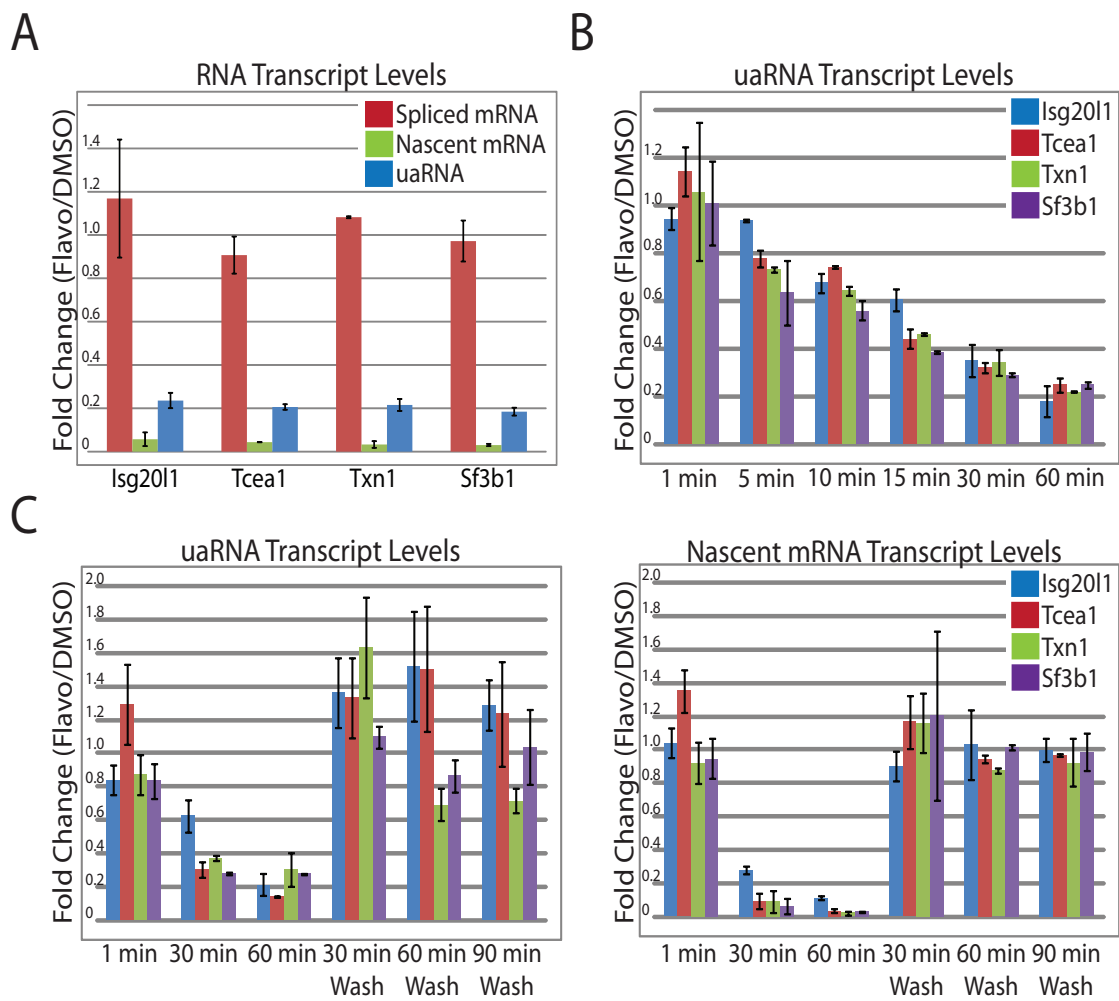 A
RNA Transcript Levels
Fold Change (Flavo/DMSO)
1.4
1.2
1.0
0.8
0.6
0.4
0.2
0
Spliced mRNA
Nascent mRNA
uaRNA
Isg20l1
Tcea1
Txn1
Sf3b1
B
uaRNA Transcript Levels
Fold Change (Flavo/DMSO)
1.2
1.0
0.8
0.6
0.4
0.2
0
Isg20l1
Tcea1
Txn1
Sf3b1
1 min
5 min
10 min
15 min
30 min
60 min
C
uaRNA Transcript Levels
Fold Change (Flavo/DMSO)
2.0
1.8
1.6
1.4
1.2
1.0
0.8
0.6
0.4
0.2
0
1 min
30 min
60 min
30 min Wash
60 min Wash
90 min Wash
Nascent mRNA Transcript Levels
Fold Change (Flavo/DMSO)
2.0
1.8
1.6
1.4
1.2
1.0
0.8
0.6
0.4
0.2
0
Isg20l1
Tcea1
Txn1
Sf3b1
1 min
30 min
60 min
30 min Wash
60 min Wash
90 min Wash